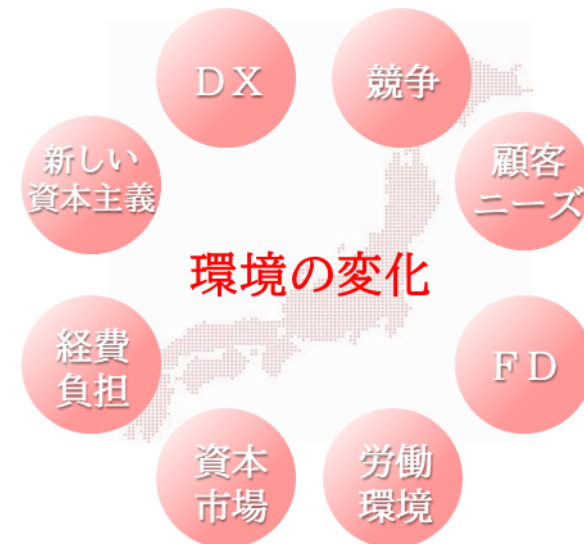 ＤＸ
競争
新しい
資本主義
顧客
ニーズ
環境の変化
経費
負担
ＦＤ
資本
市場
労働
環境